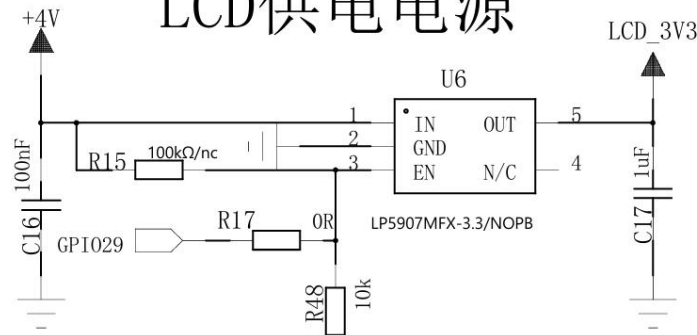 LCD供电电源
+4V
LCD_3V3
U6
1
IN
OUT
5
2
GND
3
EN
N/C
4
R15
100kΩ/nc
100nF
C16
1uF
C17
LP5907MFX-3.3/NOPB
GPIO29
R17
0R
R48
10k